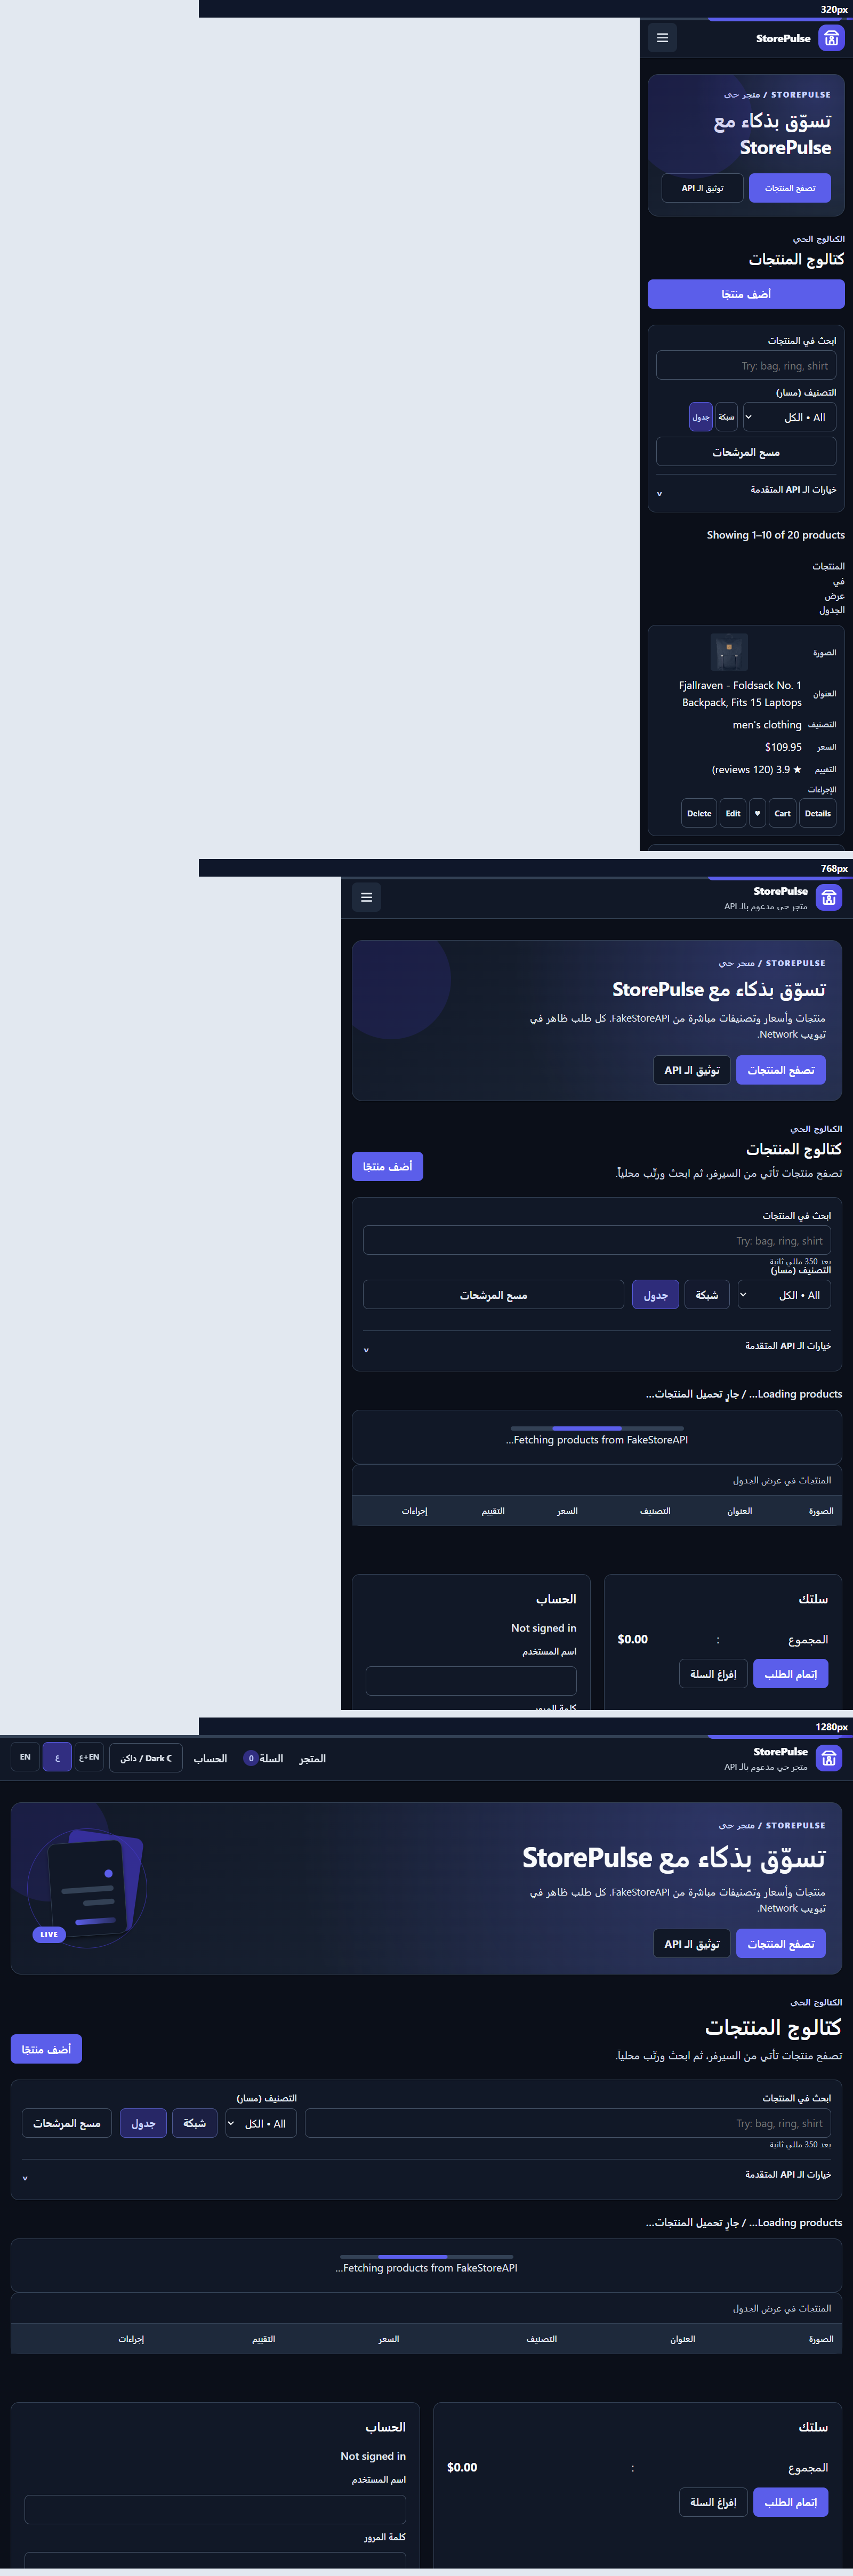 320px
StorePulse
STOREPULSE / متجر حي
تسوّق بذكاء مع
StorePulse
تصفح المنتجات
توثيق الـ API
الكتالوج الحي
كتالوج المنتجات
أضف منتجًا
ابحث في المنتجات
Try: bag, ring, shirt
التصنيف (مسار)
All • الكل
شبكة
جدول
مسح المرشحات
خيارات الـ API المتقدمة
Showing 1–10 of 20 products
المنتجات
في
عرض
الجدول
الصورة
العنوان
Fjallraven - Foldsack No. 1
Backpack, Fits 15 Laptops
التصنيف
men's clothing
السعر
$109.95
التقييم
★ 3.9 (120 reviews)
الإجراءات
Details
Cart
♥
Edit
Delete
768px
StorePulse
متجر حي مدعوم بالـ API
STOREPULSE / متجر حي
تسوّق بذكاء مع StorePulse
منتجات وأسعار وتصنيفات مباشرة من FakeStoreAPI. كل طلب ظاهر في
تبويب Network.
تصفح المنتجات
توثيق الـ API
الكتالوج الحي
كتالوج المنتجات
تصفح منتجات تأتي من السيرفر، ثم ابحث ورتّب محلياً.
أضف منتجًا
ابحث في المنتجات
Try: bag, ring, shirt
بعد 350 مللي ثانية
التصنيف (مسار)
All • الكل
شبكة
جدول
مسح المرشحات
خيارات الـ API المتقدمة
Loading products... / جارٍ تحميل المنتجات...
Fetching products from FakeStoreAPI...
المنتجات في عرض الجدول
الصورة
العنوان
التصنيف
السعر
التقييم
إجراءات
سلتك
المجموع
:
$0.00
إتمام الطلب
إفراغ السلة
الحساب
Not signed in
اسم المستخدم
كلمة المرور
1280px
StorePulse
متجر حي مدعوم بالـ API
المتجر
السلة 0
الحساب
Dark / داكن
ع+EN
ع
EN
STOREPULSE / متجر حي
تسوّق بذكاء مع StorePulse
منتجات وأسعار وتصنيفات مباشرة من FakeStoreAPI. كل طلب ظاهر في
تبويب Network.
تصفح المنتجات
توثيق الـ API
LIVE
الكتالوج الحي
كتالوج المنتجات
تصفح منتجات تأتي من السيرفر، ثم ابحث ورتّب محلياً.
أضف منتجًا
ابحث في المنتجات
Try: bag, ring, shirt
بعد 350 مللي ثانية
التصنيف (مسار)
All • الكل
شبكة
جدول
مسح المرشحات
خيارات الـ API المتقدمة
Loading products... / جارٍ تحميل المنتجات...
Fetching products from FakeStoreAPI...
المنتجات في عرض الجدول
الصورة
العنوان
التصنيف
السعر
التقييم
إجراءات
سلتك
المجموع
:
$0.00
إتمام الطلب
إفراغ السلة
الحساب
Not signed in
اسم المستخدم
كلمة المرور